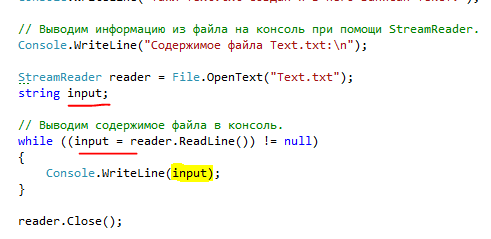 // Выводим информацию из файла на консоль при помощи StreamReader.
Console.WriteLine("Содержимое файла Text.txt:\n");
StreamReader reader = File.OpenText("Text.txt");
string input;
// Выводим содержимое файла в консоль.
while ((input = reader.ReadLine()) != null)
{
Console.WriteLine(input);
}
reader.Close();